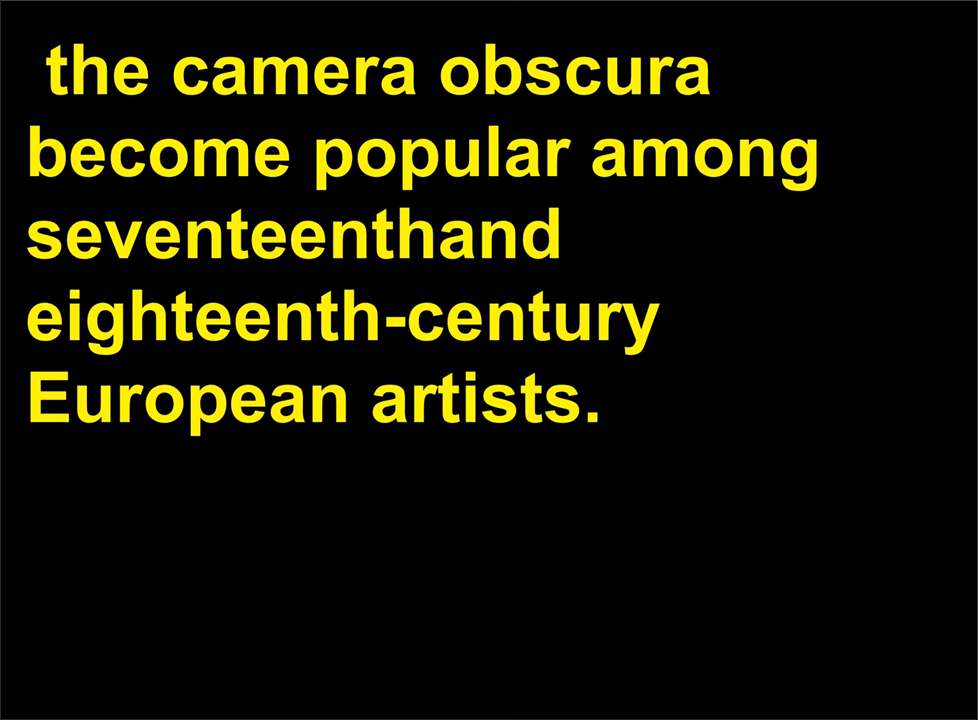 the camera obscura
become popular among
seventeenthand
eighteenth-century
European artists.